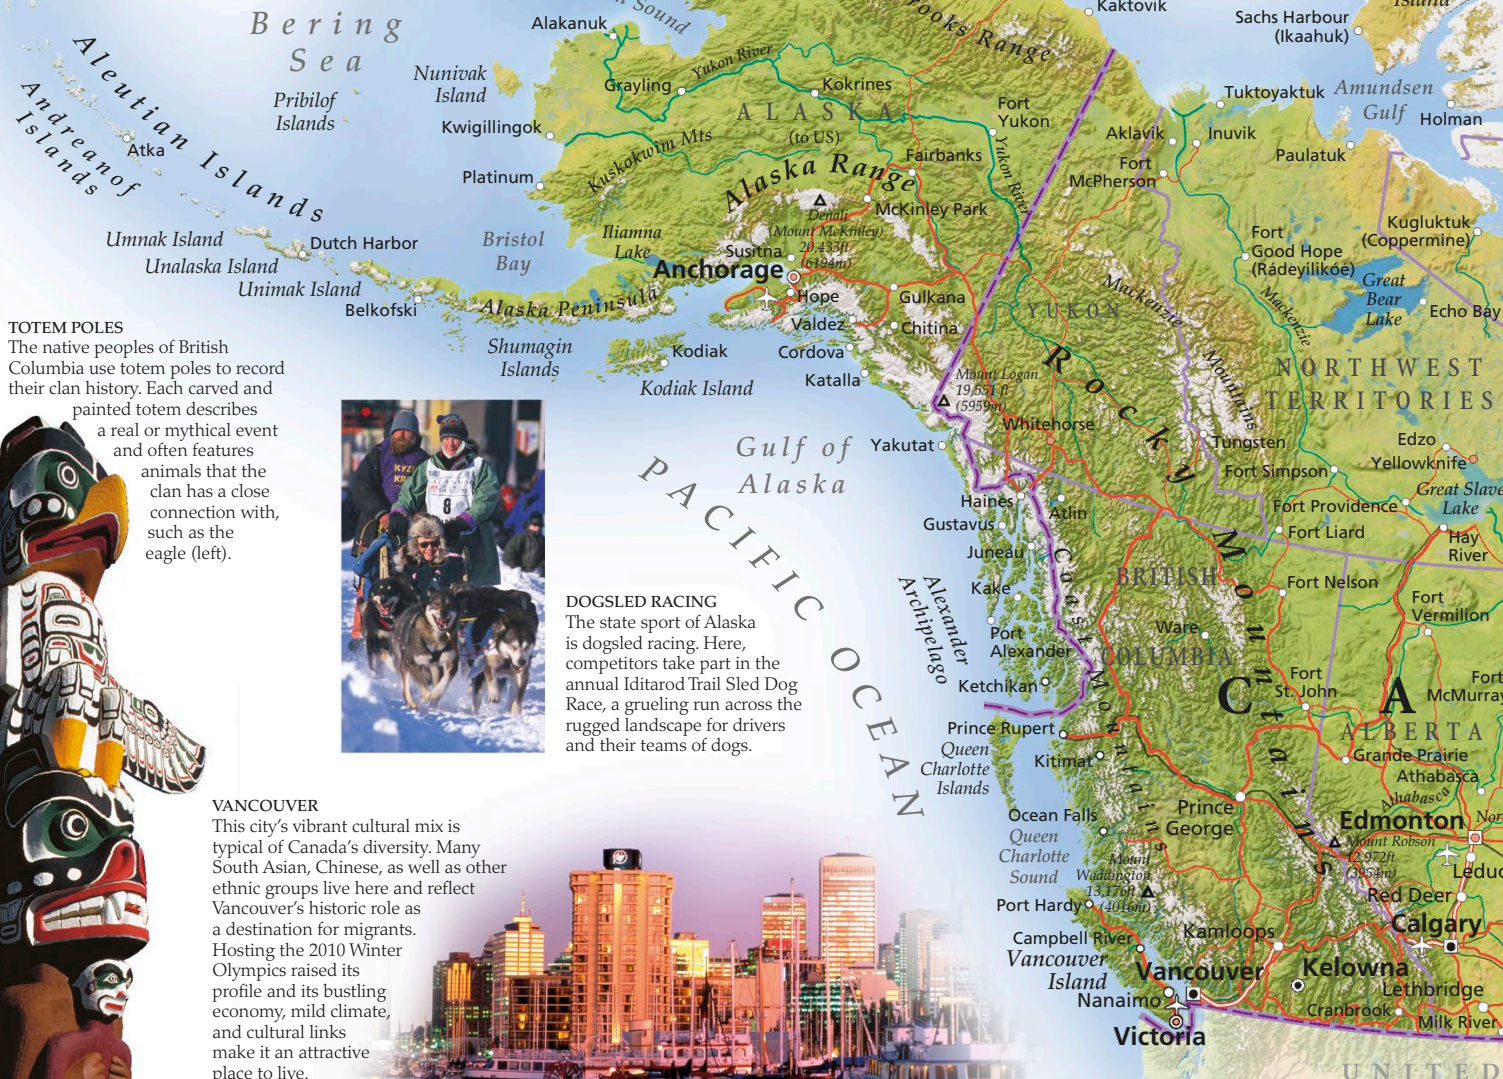 Bering
Sea
Sound
Alakanuk
Brooks Range
Kaktovik
Sachs Harbour
(Ikaahuk)
Island
Aleutian Islands
Andreanof
Islands
Atka
Pribilof
Islands
Nunivak
Island
Grayling
Yukon River
Kokrines
ALASKA
(to US)
Fort
Yukon
Yukon River
Tuktoyaktuk
Amundsen
Gulf
Holman
Aklavik
Inuvik
Paulatuk
Kwigillingok
Kuskokwim Mts
Fairbanks
Fort
McPherson
Platinum
Alaska Range
McKinley Park
Denali
(Mount McKinley)
20,433ft
(6194m)
Kugluktuk
(Coppermine)
Fort
Good Hope
(Rádeyilikóé)
Umnak Island
Dutch Harbor
Unalaska Island
Unimak Island
Belkofski
Bristol
Bay
Iliamna
Lake
Susitna
Anchorage
Hope
Gulkana
Valdez
Chitina
Cordova
Katalla
YUKON
Mackenzie
Mountains
Mackenzie
Great
Bear
Lake
Echo Bay
Alaska Peninsula
Shumagin
Islands
Kodiak
Kodiak Island
Mount Logan
19,551 ft
(5959m)
Rocky Mountains
NORTHWEST
TERRITORIES
Whitehorse
Tungsten
Edzo
Yellowknife
Fort Simpson
Great Slave
Lake
Fort Providence
Hay
River
Fort Liard
Gulf of
Alaska
Yakutat
PACIFIC OCEAN
Haines
Gustavus
Atlin
Juneau
Kake
Alexander
Archipelago
Port
Alexander
Ketchikan
Coast Mountains
BRITISH
COLUMBIA
Ware
Fort Nelson
Fort
Vermilion
Fort
St. John
Fort
McMurray
C A
ALBERTA
Prince Rupert
Queen
Charlotte
Islands
Kitimat
Grande Prairie
Athabasca
Athabasca
Prince
George
Edmonton
Nor
Mount Robson
12,972ft
(3954m)
Leduc
Ocean Falls
Queen
Charlotte
Sound
Mount
Waddington
13,176ft
(4016m)
Port Hardy
Red Deer
Calgary
Campbell River
Vancouver
Island
Kamloops
Vancouver
Kelowna
Lethbridge
Nanaimo
Cranbrook
Milk River
Victoria
UNITED
TOTEM POLES
The native peoples of British
Columbia use totem poles to record
their clan history. Each carved and
painted totem describes
a real or mythical event
and often features
animals that the
clan has a close
connection with,
such as the
eagle (left).
8
DOGSLED RACING
The state sport of Alaska
is dogsled racing. Here,
competitors take part in the
annual Iditarod Trail Sled Dog
Race, a grueling run across the
rugged landscape for drivers
and their teams of dogs.
VANCOUVER
This city's vibrant cultural mix is
typical of Canada's diversity. Many
South Asian, Chinese, as well as other
ethnic groups live here and reflect
Vancouver's historic role as
a destination for migrants.
Hosting the 2010 Winter
Olympics raised its
profile and its bustling
economy, mild climate,
and cultural links
make it an attractive
place to live.